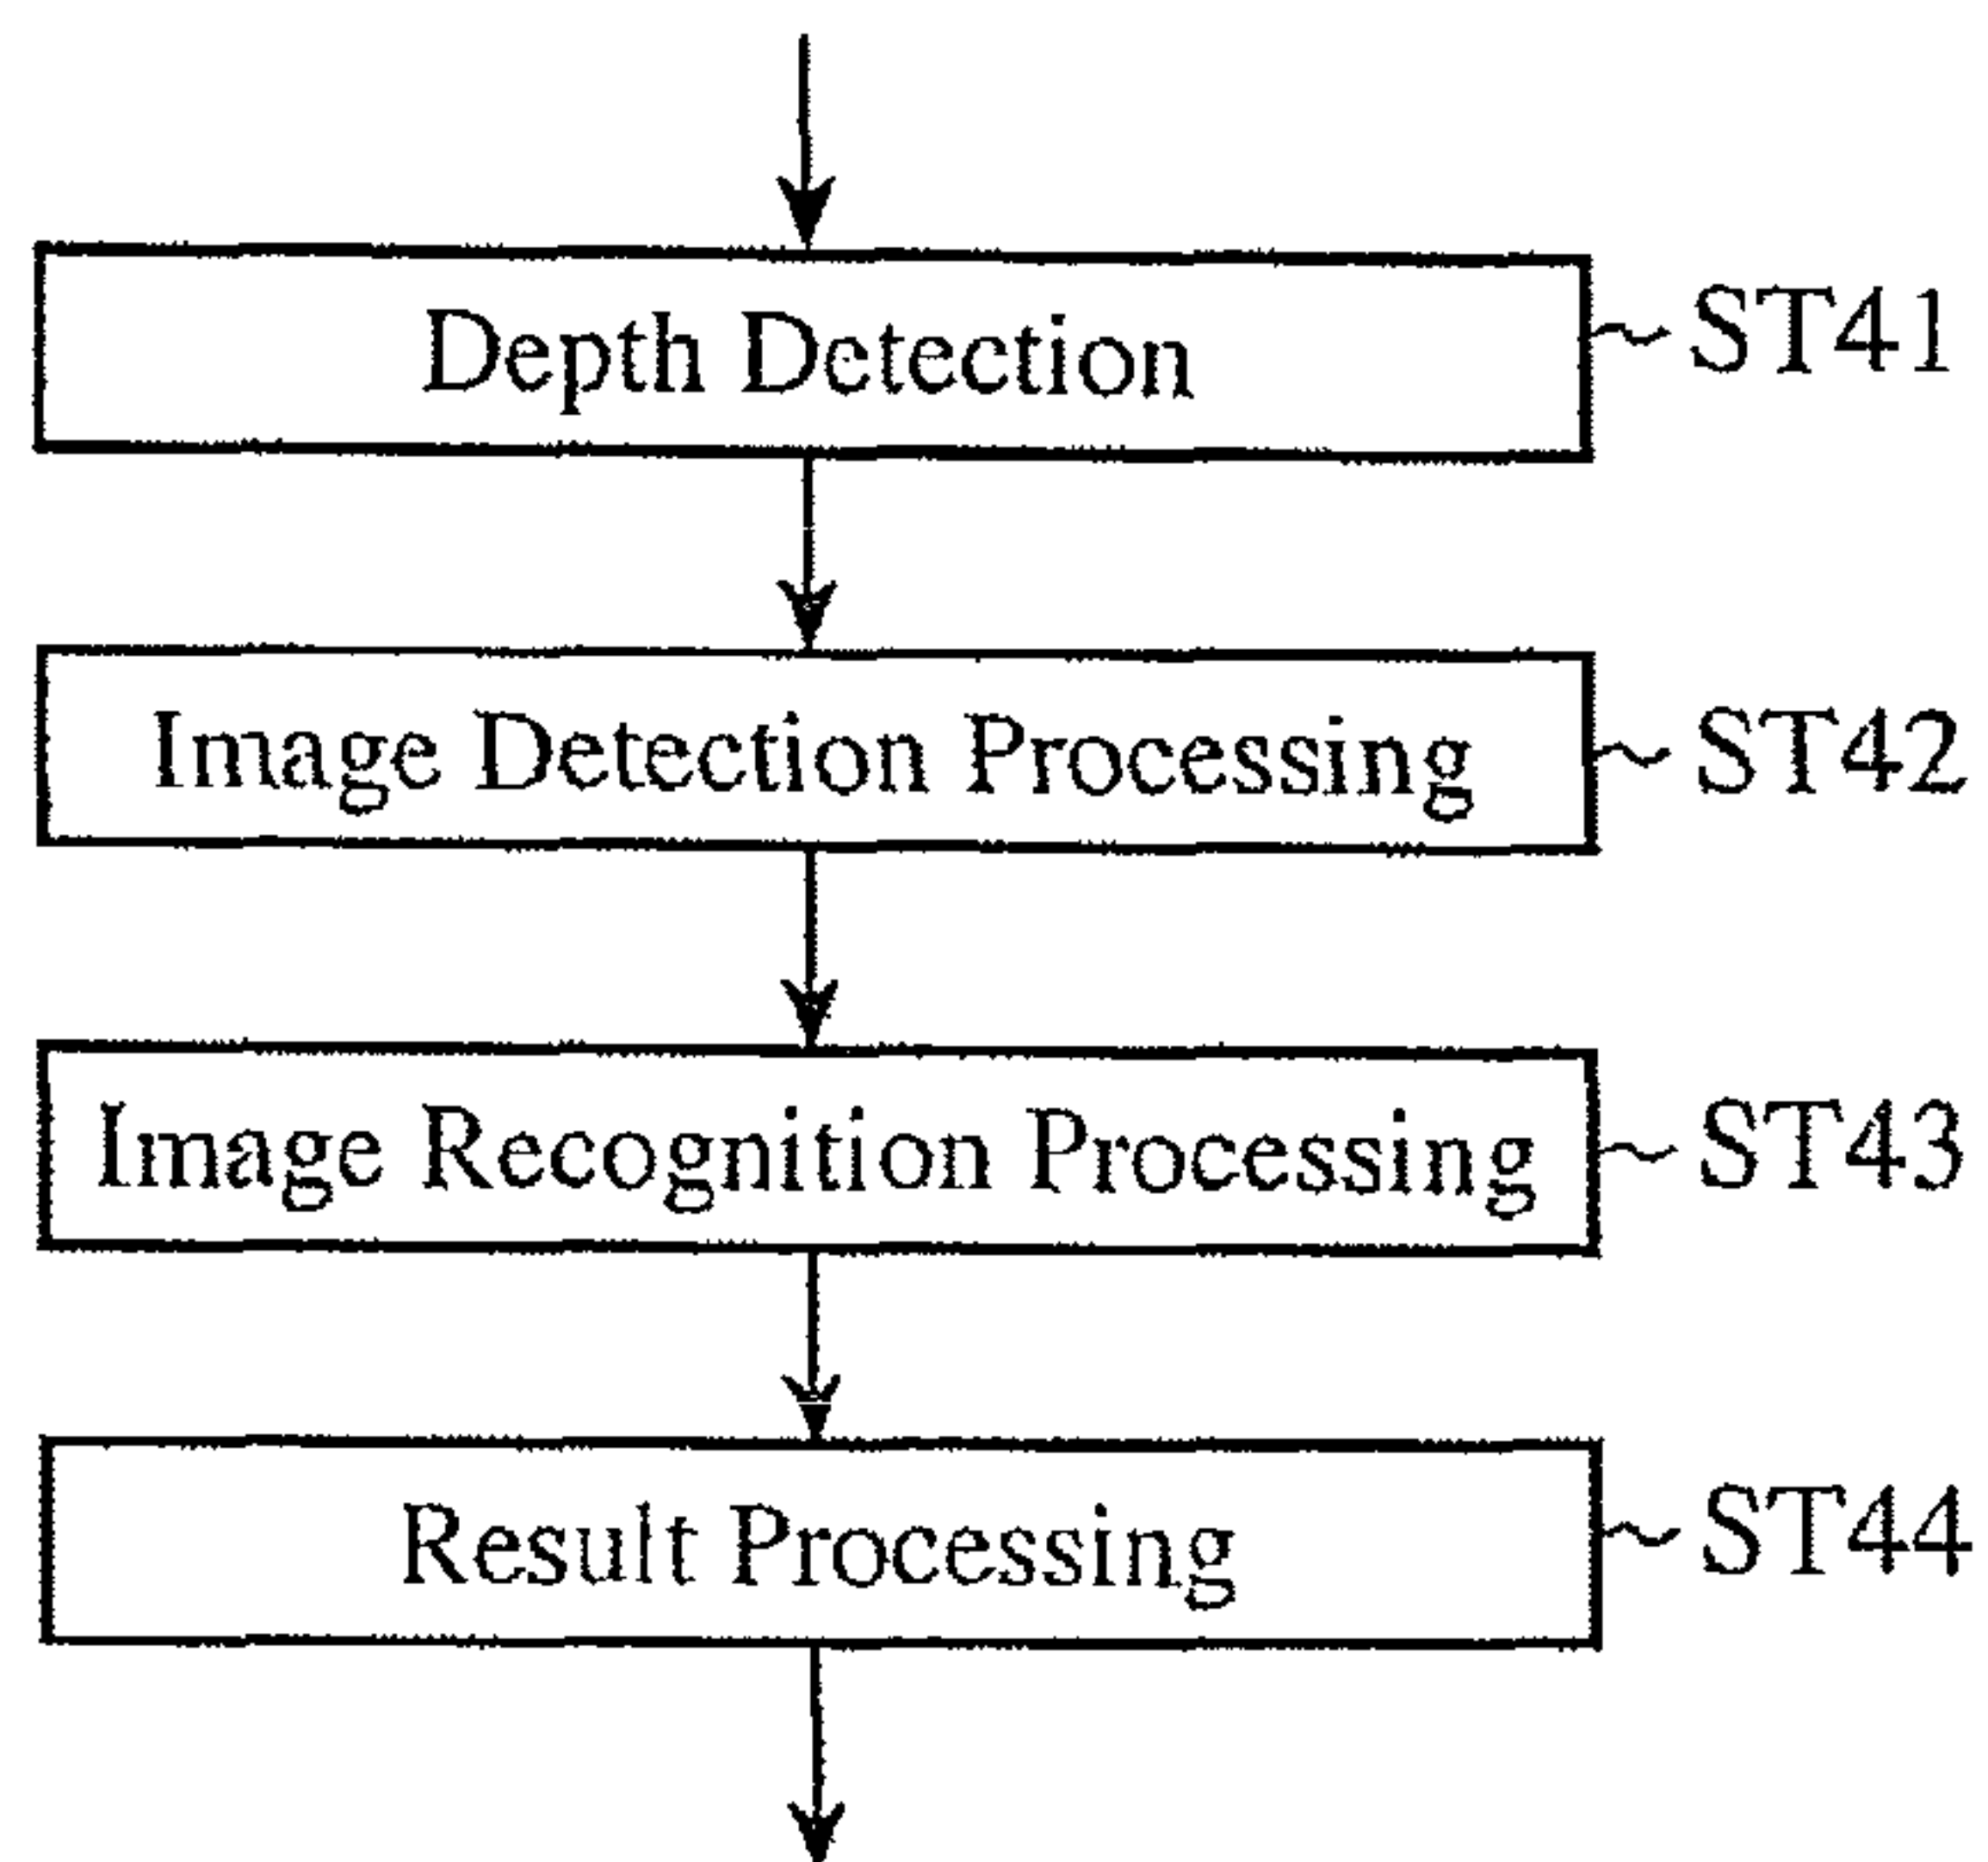 Depth Detection ST41
Image Detection Processing ST42
Image Recognition Processing ST43
Result Processing ST44